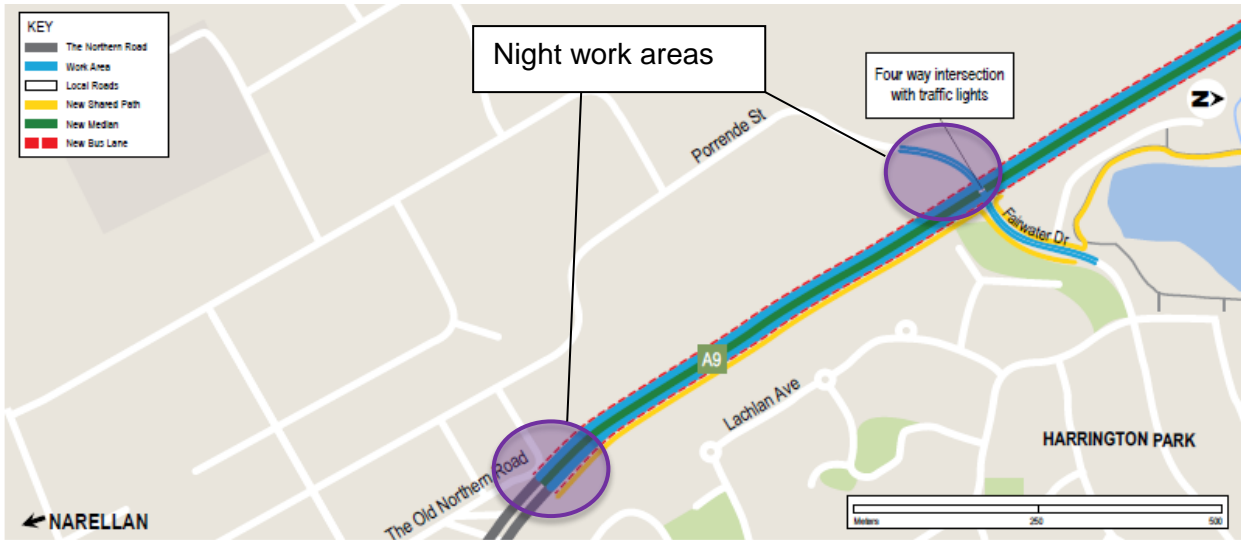 KEY
The Northern Road
Work Area
Local Roads
New Shared Path
New Median
New Bus Lane
Night work areas
Four way intersection
with traffic lights
N
Porrende St
Fairwater Dr
A9
Lachlan Ave
HARRINGTON PARK
The Old Northern Road
NARELLAN
Meters 250 500